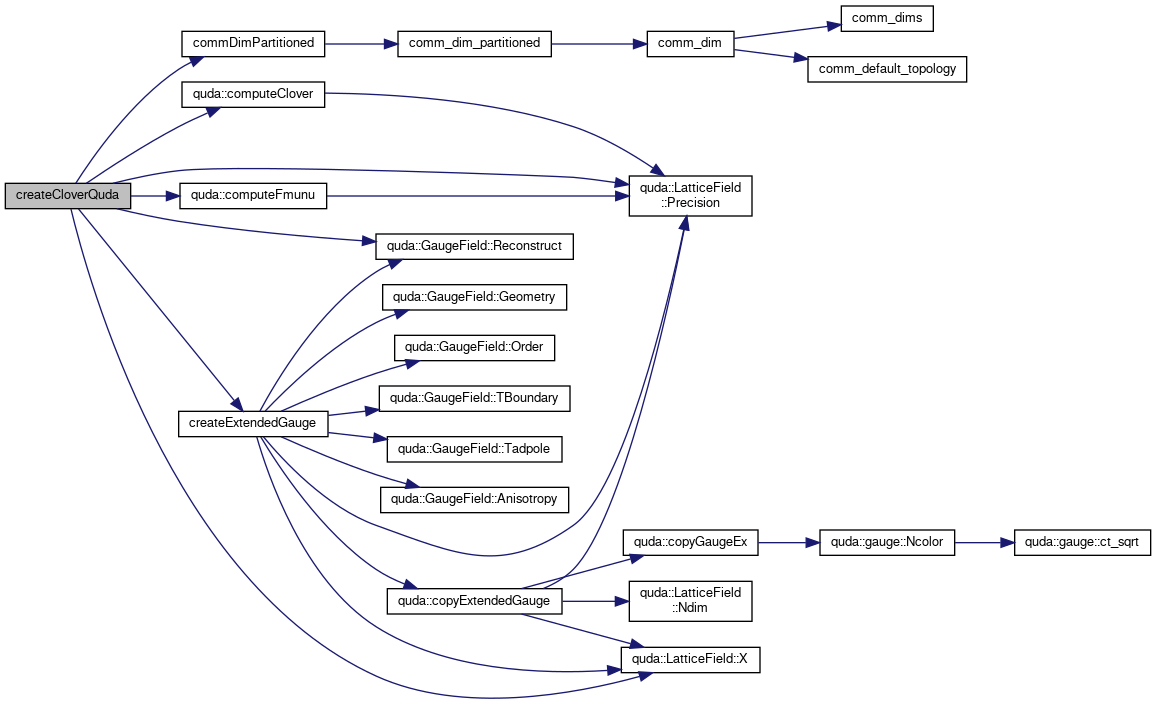 comm_dims
commDimPartitioned
comm_dim_partitioned
comm_dim
comm_default_topology
quda::computeClover
createCloverQuda
quda::computeFmunu
quda::LatticeField
::Precision
quda::GaugeField::Reconstruct
quda::GaugeField::Geometry
quda::GaugeField::Order
quda::GaugeField::TBoundary
createExtendedGauge
quda::GaugeField::Tadpole
quda::GaugeField::Anisotropy
quda::copyGaugeEx
quda::gauge::Ncolor
quda::gauge::ct_sqrt
quda::copyExtendedGauge
quda::LatticeField
::Ndim
quda::LatticeField::X